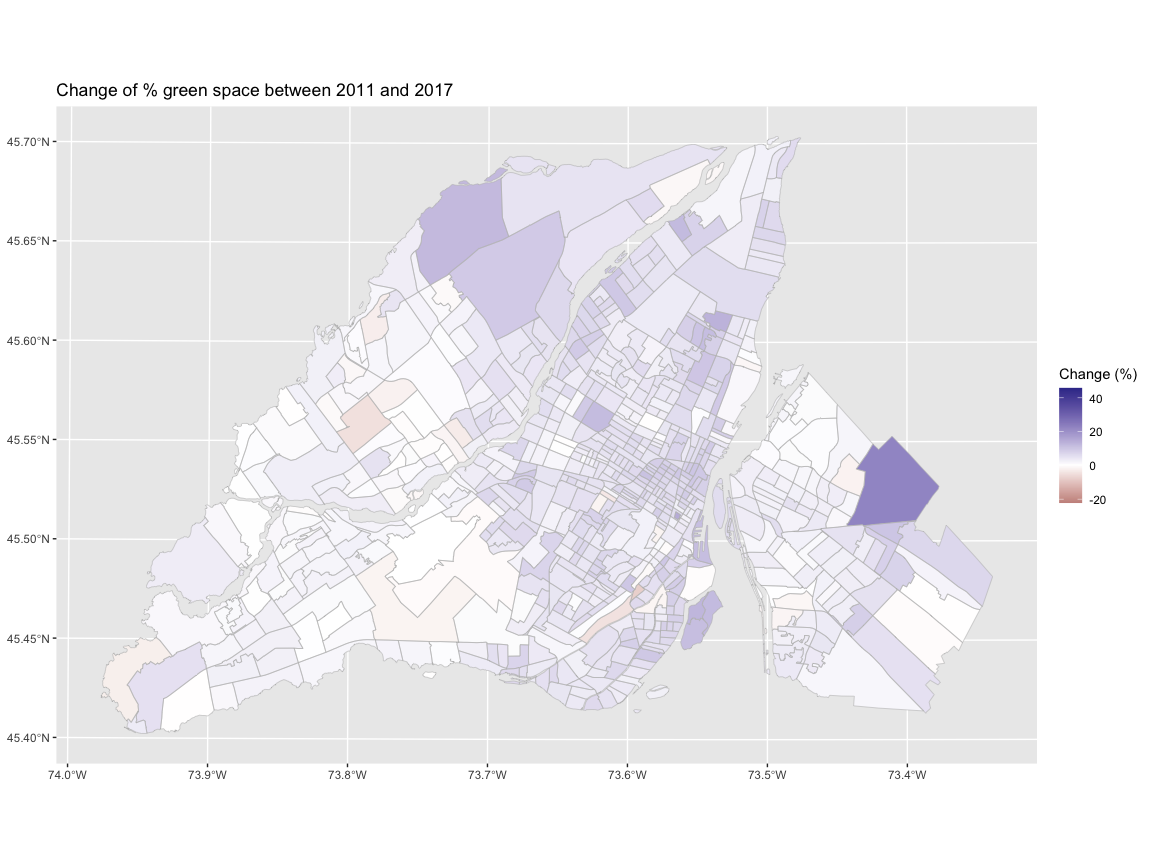 Change of % green space between 2011 and 2017
45.70°N
45.65°N
45.60°N
45.55°N
45.50°N
45.45°N
45.40°N
74.0°W
73.9°W
73.8°W
73.7°W
73.6°W
73.5°W
73.4°W
Change (%)
40
20
0
-20